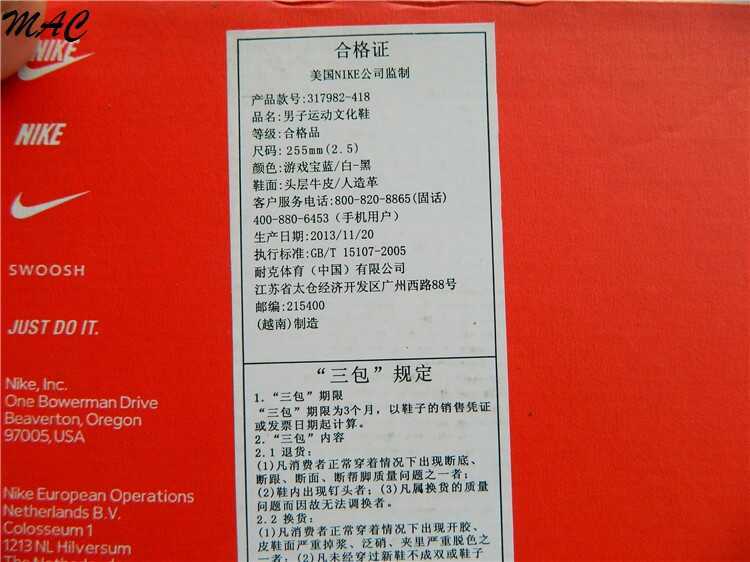 MAC
NIKE
NIKE
SWOOSH
JUST DO IT.
Nike, Inc.
One Bowerman Drive
Beaverton, Oregon
97005, USA
Nike European Operations
Netherlands B.V.
Colosseum 1
1213 NL Hilversum
合格证
美国NIKE公司监制
产品款号:317982-418
品名:男子运动文化鞋
等级:合格品
尺码:255mm(2.5)
颜色:游戏宝蓝/白-黑
鞋面:头层牛皮/人造革
客户服务电话:800-820-8865(固话)
400-880-6453（手机用户）
生产日期:2013/11/20
执行标准:GB/T 15107-2005
耐克体育（中国）有限公司
江苏省太仓经济开发区广州西路88号
邮编:215400
(越南)制造
“三包”规定
1.“三包”期限
“三包”期限为3个月，以鞋子的销售凭证
或发票日期起计算。
2.“三包”内容
2.1 退货:
(1)凡消费者正常穿着情况下出现断底、
断跟、断面、断帮脚质量问题之一者;
(2)鞋内出现钉头者;(3)凡属换货的质量
问题而因故无法调换者。
2.2 换货:
(1)凡消费者正常穿着情况下出现开胶、
皮鞋面严重掉浆、泛硝、夹里严重脱色之
一者;(2)凡未经穿过新鞋不成双或鞋子